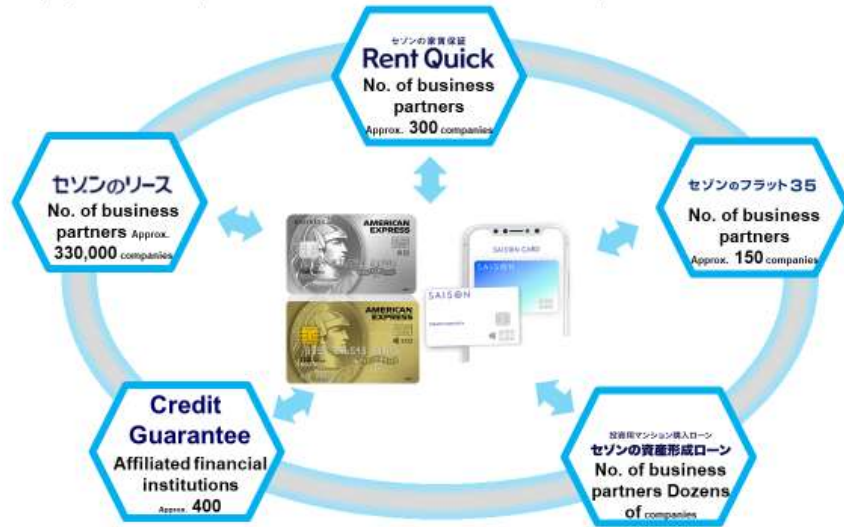 セゾンの家賃保証
Rent Quick
No. of business
partners
Approx. 300 companies
セゾンのリース
No. of business
partners Approx.
330,000 companies
セゾンのフラット35
No. of business
partners
Approx. 150 companies
AMERICAN
EXPRESS
SAISON CARD
SAISON
SAISON
AMERICAN
EXPRESS
Credit
Guarantee
Affiliated financial
institutions
Approx. 400
投資用マンション購入ローン
セゾンの資産形成ローン
No. of business
partners Dozens
of companies